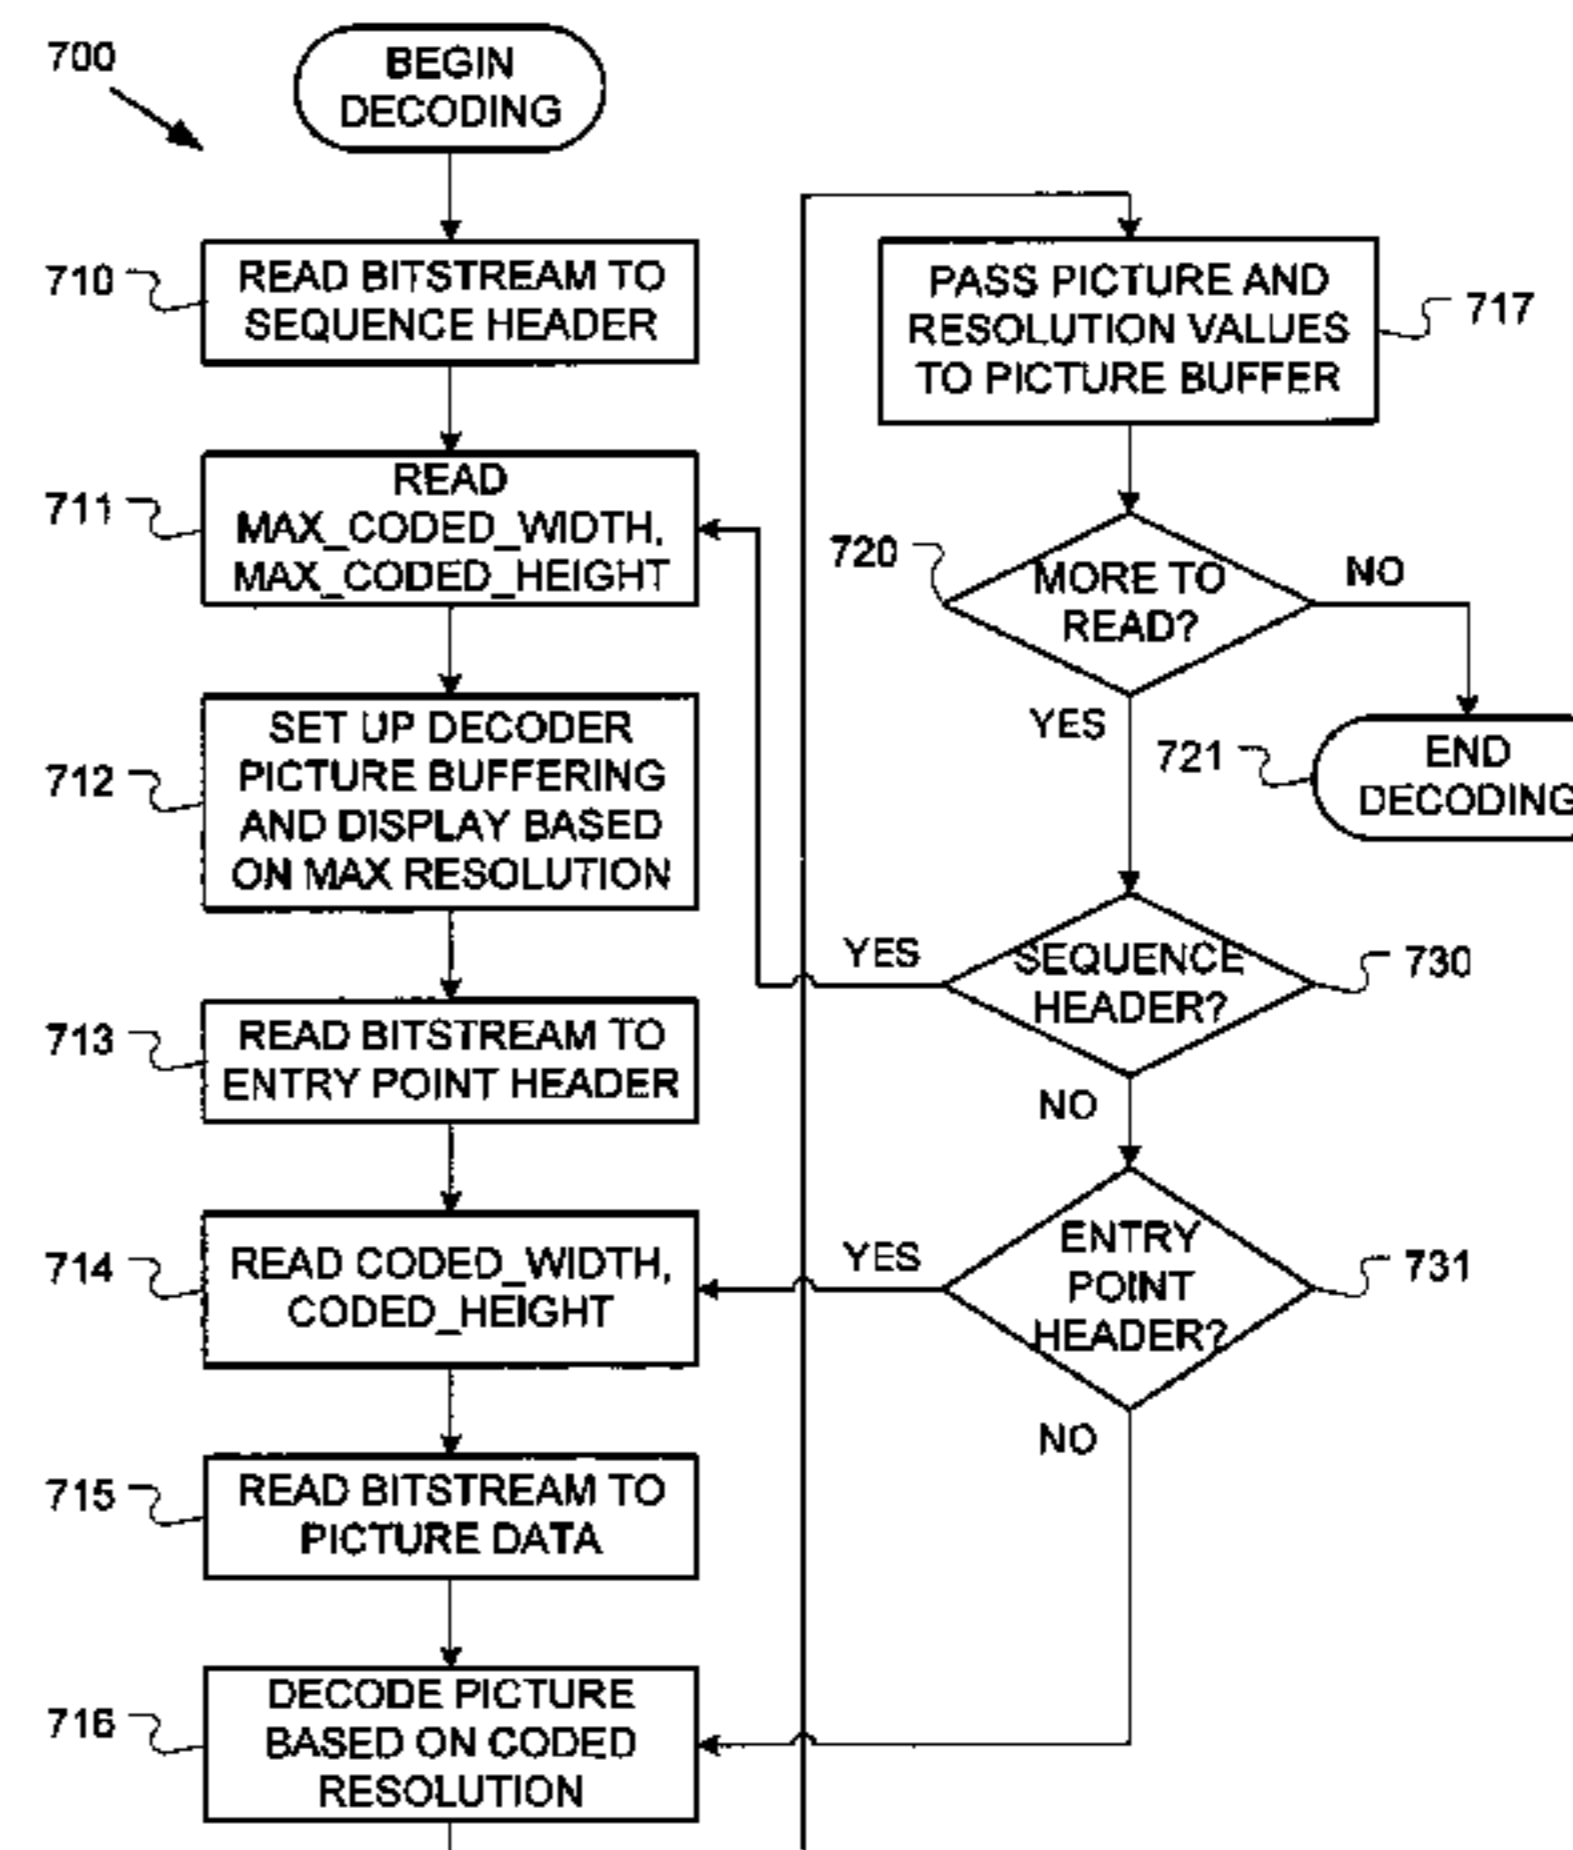 700
BEGIN
DECODING
710
READ BITSTREAM TO
SEQUENCE HEADER
711
READ
MAX_CODED_WIDTH,
MAX_CODED_HEIGHT
712
SET UP DECODER
PICTURE BUFFERING
AND DISPLAY BASED
ON MAX RESOLUTION
713
READ BITSTREAM TO
ENTRY POINT HEADER
714
READ CODED_WIDTH,
CODED_HEIGHT
715
READ BITSTREAM TO
PICTURE DATA
716
DECODE PICTURE
BASED ON CODED
RESOLUTION
PASS PICTURE AND
RESOLUTION VALUES
TO PICTURE BUFFER
717
720
MORE TO
READ?
NO
YES
721
END
DECODING
YES
SEQUENCE
HEADER?
730
NO
YES
ENTRY
POINT
HEADER?
731
NO